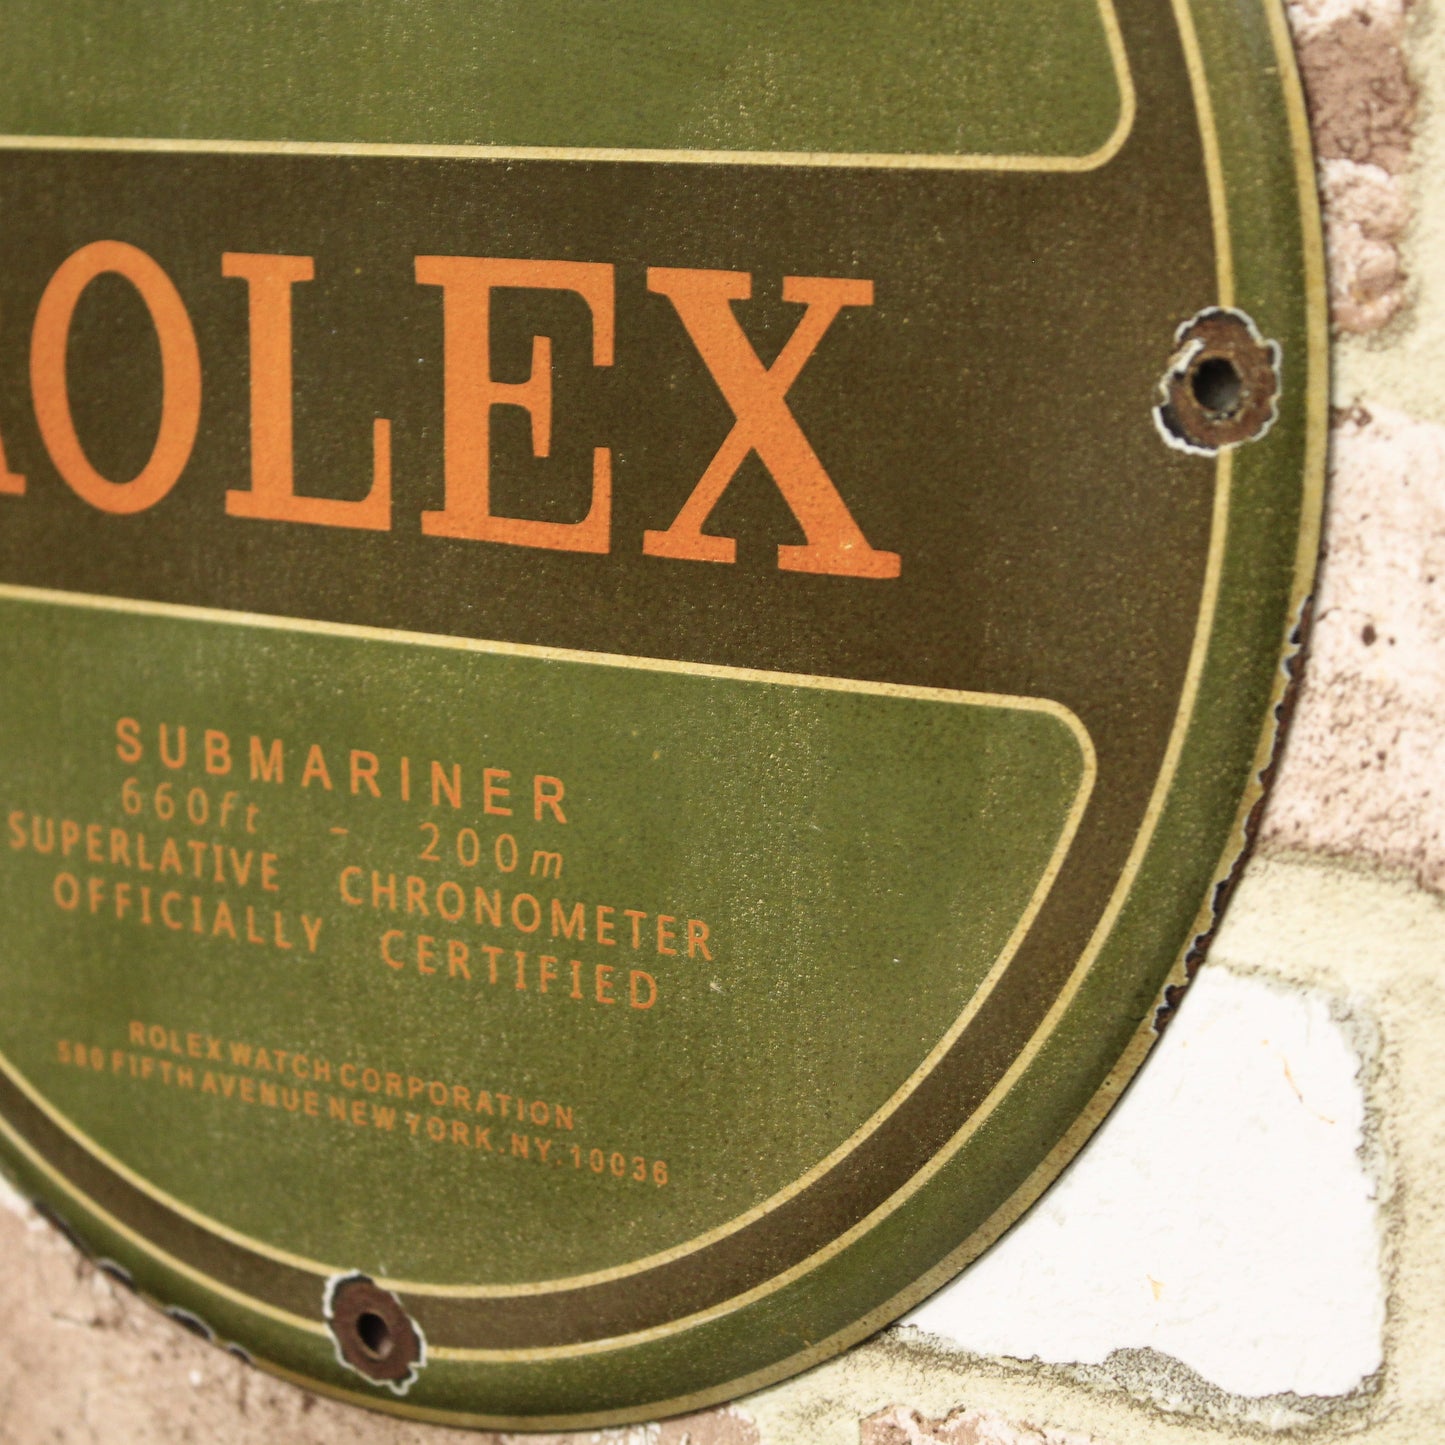 ROLEX
SUBMARINER
660ft - 200m
SUPERLATIVE CHRONOMETER
OFFICIALLY CERTIFIED
ROLEX WATCH CORPORATION
580 FIFTH AVENUE NEW YORK.NY.10036